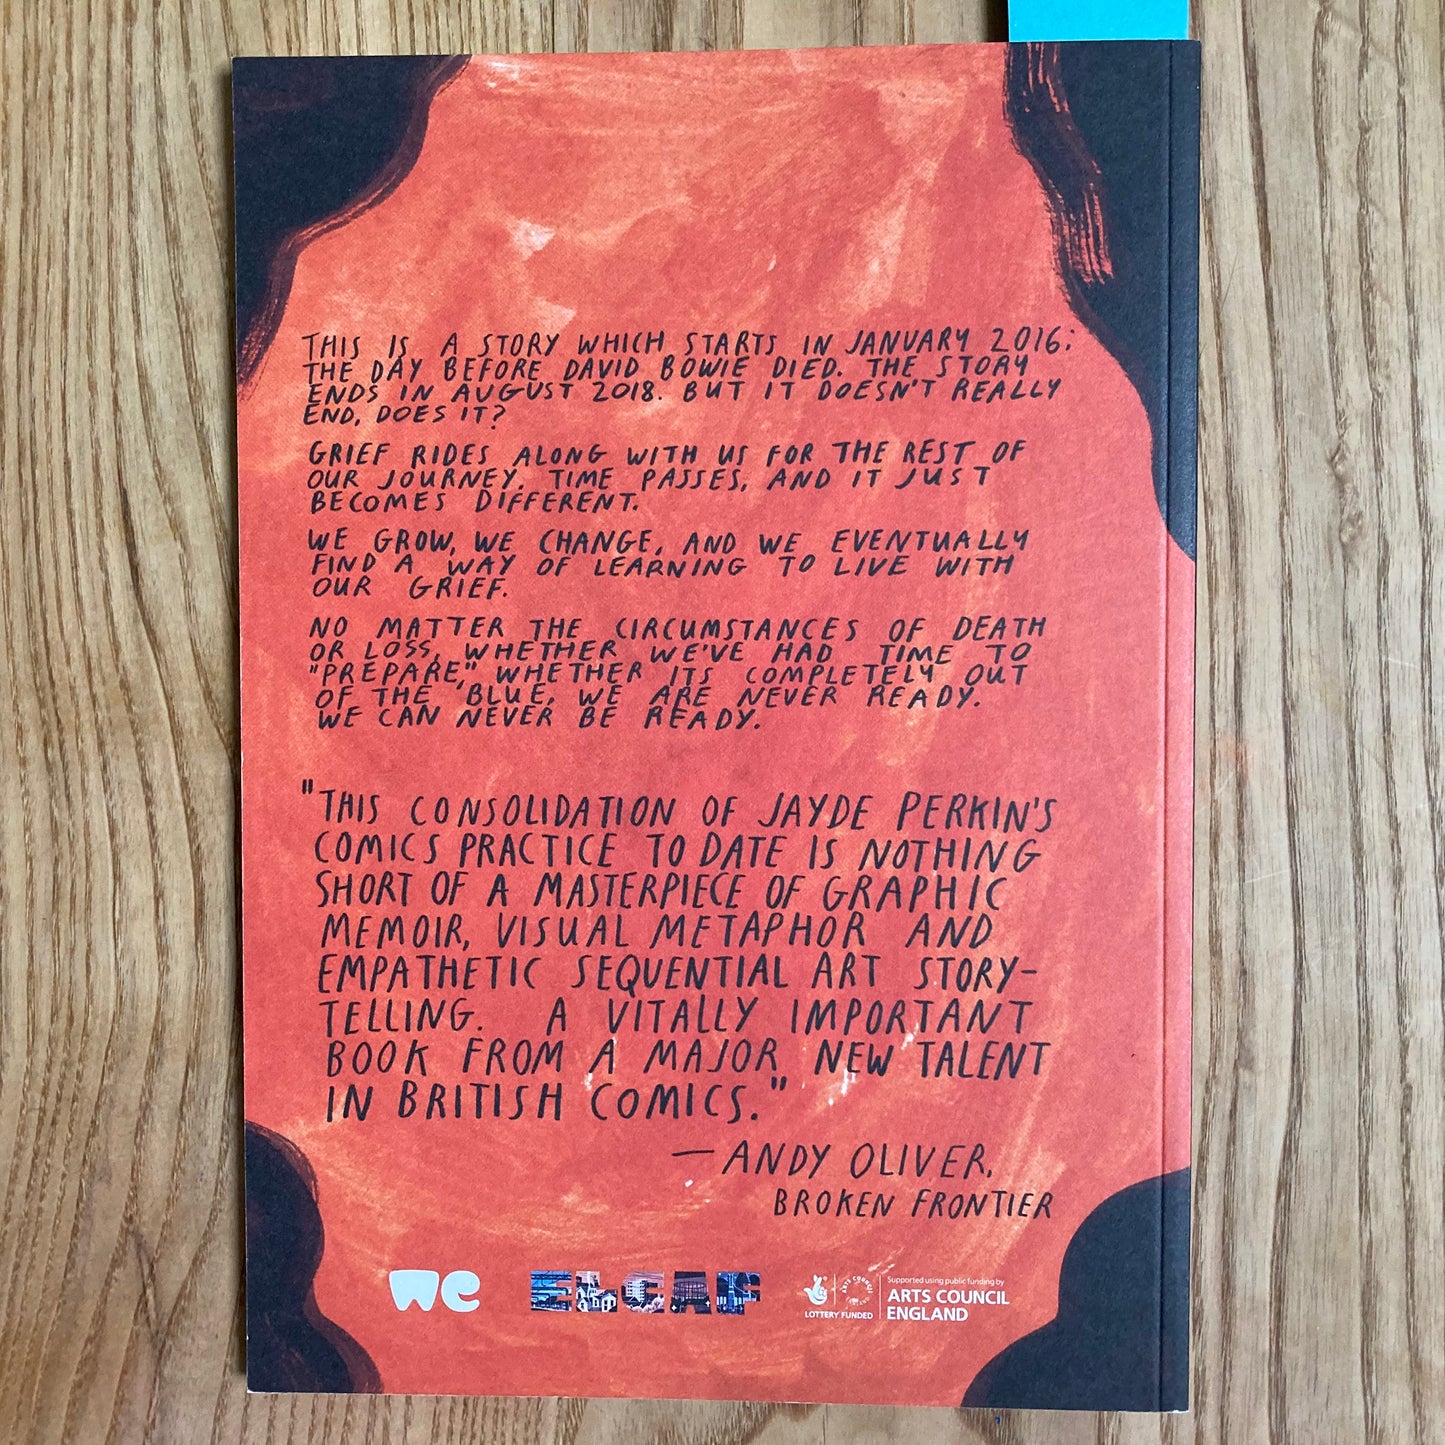 THIS IS A STORY WHICH STARTS IN JANUARY 2016:
THE DAY BEFORE DAVID BOWIE DIED. THE STORY
ENDS IN AUGUST 2018. BUT IT DOESN'T REALLY
END, DOES IT?
GRIEF RIDES ALONG WITH US FOR THE REST OF
OUR JOURNEY. TIME PASSES, AND IT JUST
BECOMES DIFFERENT.
WE GROW, WE CHANGE, AND WE EVENTUALLY
FIND A WAY OF LEARNING TO LIVE WITH
OUR GRIEF.
NO MATTER THE CIRCUMSTANCES OF DEATH
OR LOSS, WHETHER WE'VE HAD TIME TO
"PREPARE," WHETHER ITS COMPLETELY OUT
OF THE BLUE, WE ARE NEVER READY.
WE CAN NEVER BE READY.
"THIS CONSOLIDATION OF JAYDE PERKIN'S
COMICS PRACTICE TO DATE IS NOTHING
SHORT OF A MASTERPIECE OF GRAPHIC
MEMOIR, VISUAL METAPHOR AND
EMPATHETIC SEQUENTIAL ART STORY-
TELLING. A VITALLY IMPORTANT
BOOK FROM A MAJOR NEW TALENT
IN BRITISH COMICS."
— ANDY OLIVER,
BROKEN FRONTIER
we ELCAF
LOTTERY FUNDED
Supported using public funding by
ARTS COUNCIL
ENGLAND